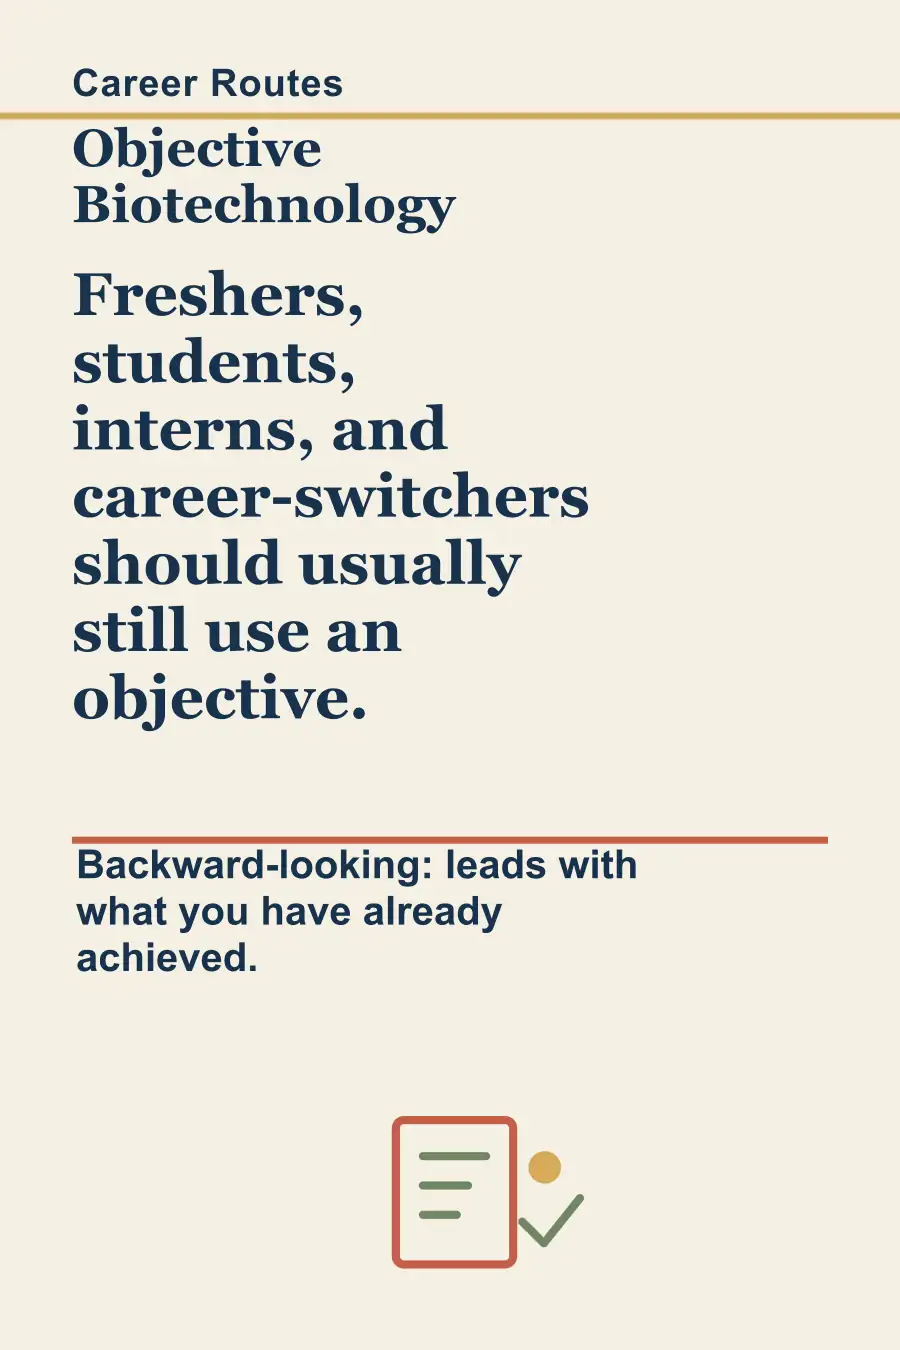 Career Routes
Objective
Biotechnology
Freshers,
students,
interns, and
career-switchers
should usually
still use an
objective.
Backward-looking: leads with
what you have already
achieved.